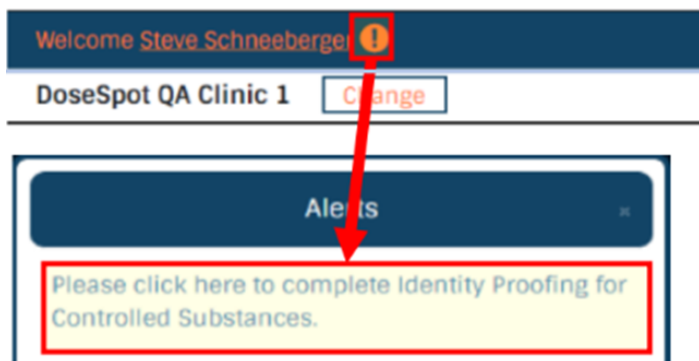 Welcome Steve Schneeberger !
DoseSpot QA Clinic 1 Change
Alerts ×
Please click here to complete Identity Proofing for
Controlled Substances.